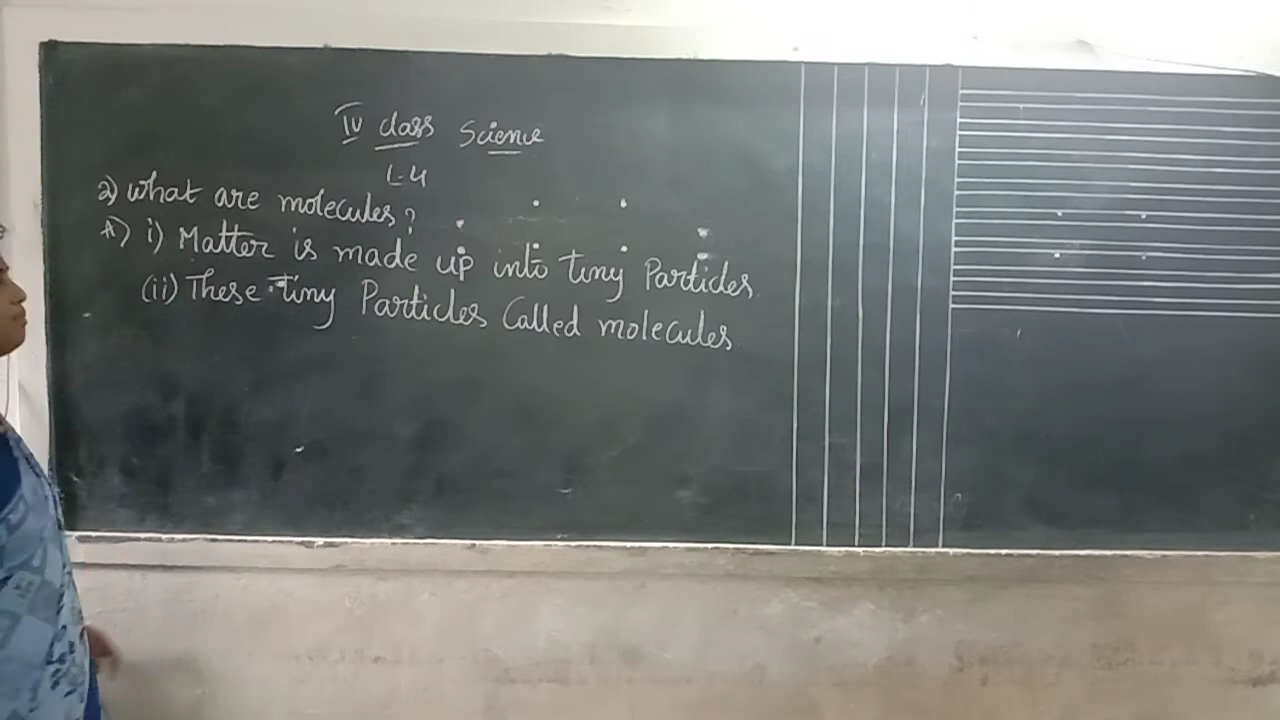 IV class Science
L-4
2) What are molecules?
A) i) Matter is made up into tiny Particles.
(ii) These Tiny Particles Called molecules